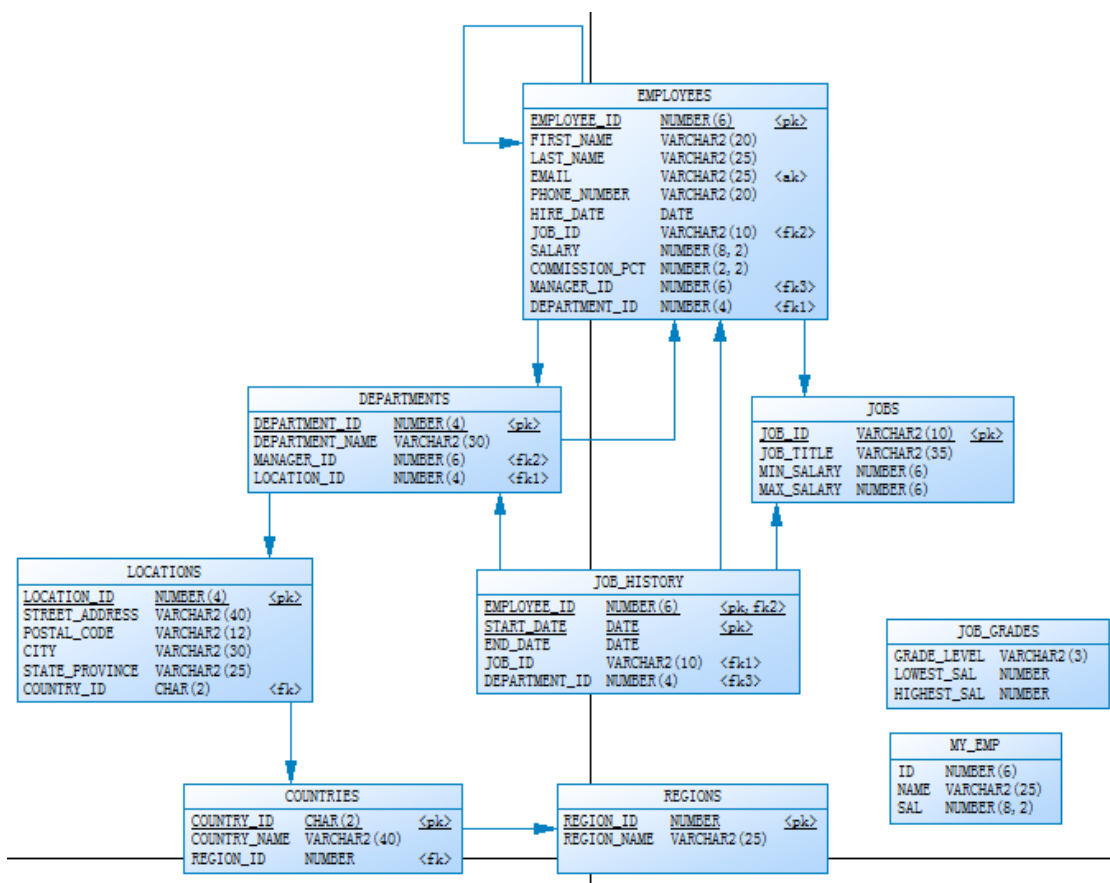 EMPLOYEES
EMPLOYEE_ID NUMBER(6) <pk>
FIRST_NAME VARCHAR2(20)
LAST_NAME VARCHAR2(25)
EMAIL VARCHAR2(25) <ak>
PHONE_NUMBER VARCHAR2(20)
HIRE_DATE DATE
JOB_ID VARCHAR2(10) <fk2>
SALARY NUMBER(8,2)
COMMISSION_PCT NUMBER(2,2)
MANAGER_ID NUMBER(6) <fk3>
DEPARTMENT_ID NUMBER(4) <fk1>
DEPARTMENTS
DEPARTMENT_ID NUMBER(4) <pk>
DEPARTMENT_NAME VARCHAR2(30)
MANAGER_ID NUMBER(6) <fk2>
LOCATION_ID NUMBER(4) <fk1>
JOBS
JOB_ID VARCHAR2(10) <pk>
JOB_TITLE VARCHAR2(35)
MIN_SALARY NUMBER(6)
MAX_SALARY NUMBER(6)
LOCATIONS
LOCATION_ID NUMBER(4) <pk>
STREET_ADDRESS VARCHAR2(40)
POSTAL_CODE VARCHAR2(12)
CITY VARCHAR2(30)
STATE_PROVINCE VARCHAR2(25)
COUNTRY_ID CHAR(2) <fk>
JOB_HISTORY
EMPLOYEE_ID NUMBER(6) <pk,fk2>
START_DATE DATE <pk>
END_DATE DATE
JOB_ID VARCHAR2(10) <fk1>
DEPARTMENT_ID NUMBER(4) <fk3>
JOB_GRADES
GRADE_LEVEL VARCHAR2(3)
LOWEST_SAL NUMBER
HIGHEST_SAL NUMBER
MY_EMP
ID NUMBER(6)
NAME VARCHAR2(25)
SAL NUMBER(8,2)
COUNTRIES
COUNTRY_ID CHAR(2) <pk>
COUNTRY_NAME VARCHAR2(40)
REGION_ID NUMBER <fk>
REGIONS
REGION_ID NUMBER <pk>
REGION_NAME VARCHAR2(25)